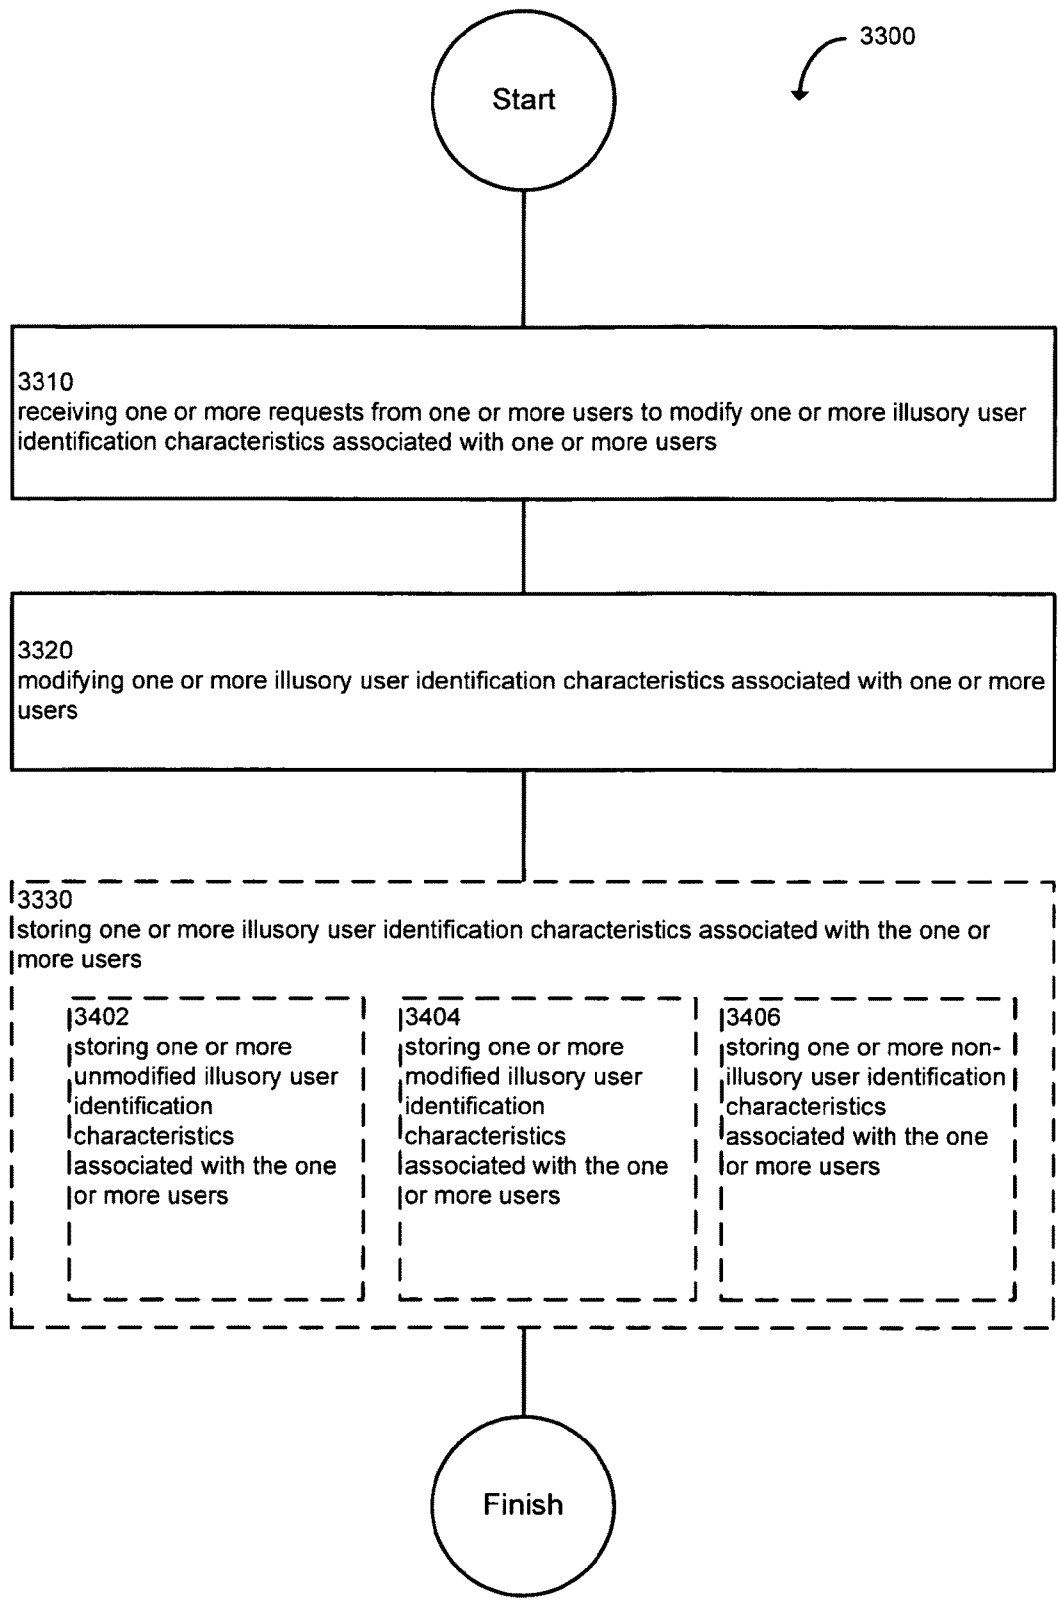 Start
3300
3310
receiving one or more requests from one or more users to modify one or more illusory user
identification characteristics associated with one or more users
3320
modifying one or more illusory user identification characteristics associated with one or more
users
3330
storing one or more illusory user identification characteristics associated with the one or
more users
3402
storing one or more
unmodified illusory user
identification
characteristics
associated with the one
or more users
3404
storing one or more
modified illusory user
identification
characteristics
associated with the one
or more users
3406
storing one or more non-
illusory user identification
characteristics
associated with the one
or more users
Finish